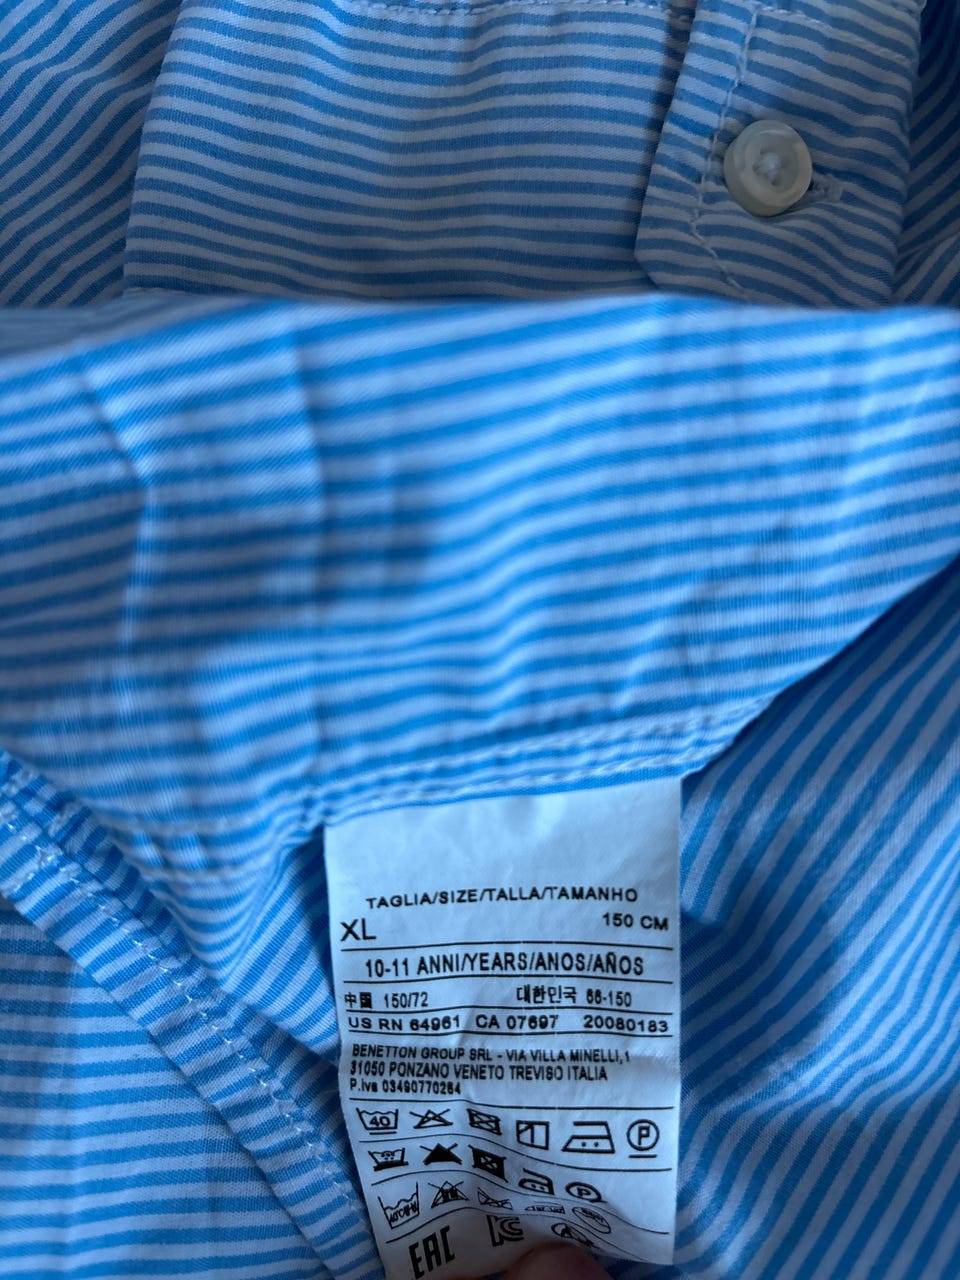 TAGLIA/SIZE/TALLA/TAMANHO
XL 150 CM
10-11 ANNI/YEARS/ANOS/AÑOS
中国 150/72 대한민국 66-150
US RN 64961 CA 07697 20080183
BENETTON GROUP SRL - VIA VILLA MINELLI,1
31050 PONZANO VENETO TREVISO ITALIA
P.iva 03490770264
40
P
EAC